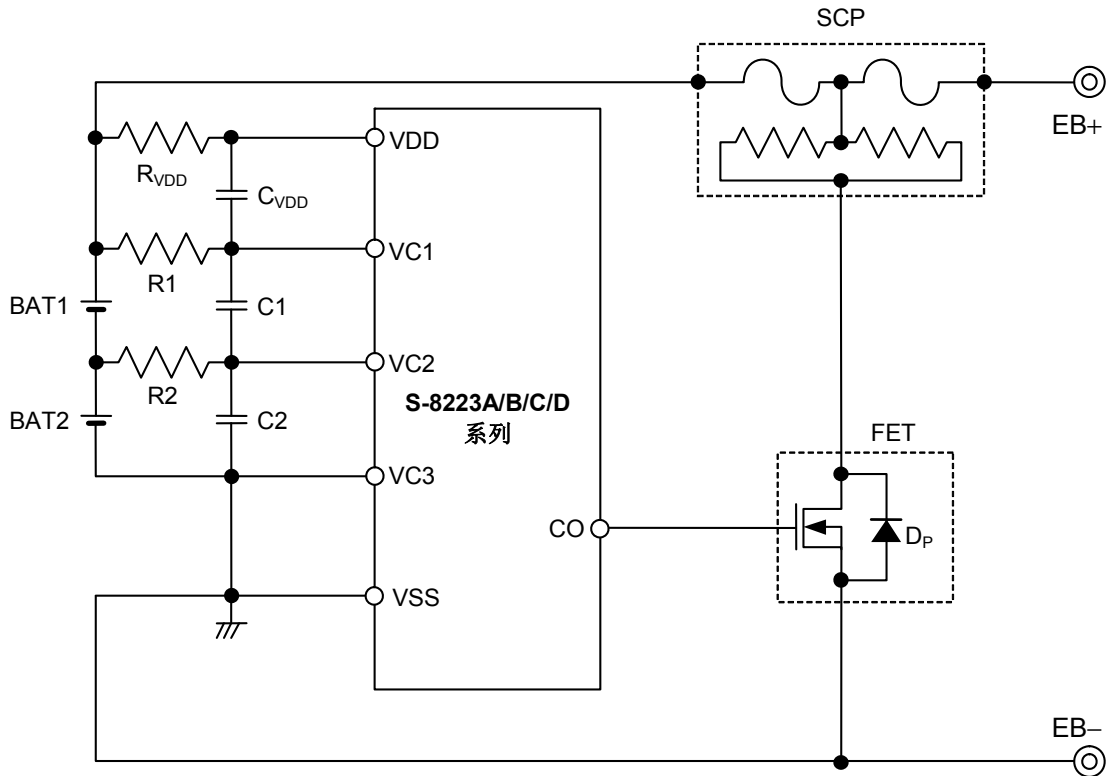 SCP
EB+
VDD
RVDD
CVDD
VC1
R1
BAT1
C1
VC2
R2
S-8223A/B/C/D
系列
BAT2
C2
FET
VC3
CO
DP
VSS
EB−